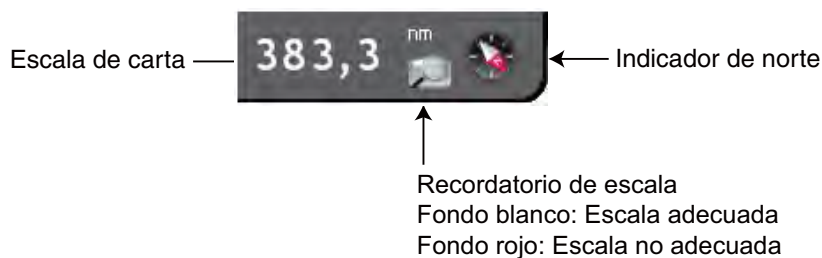 Escala de carta
383,3
nm
Indicador de norte
Recordatorio de escala
Fondo blanco: Escala adecuada
Fondo rojo: Escala no adecuada